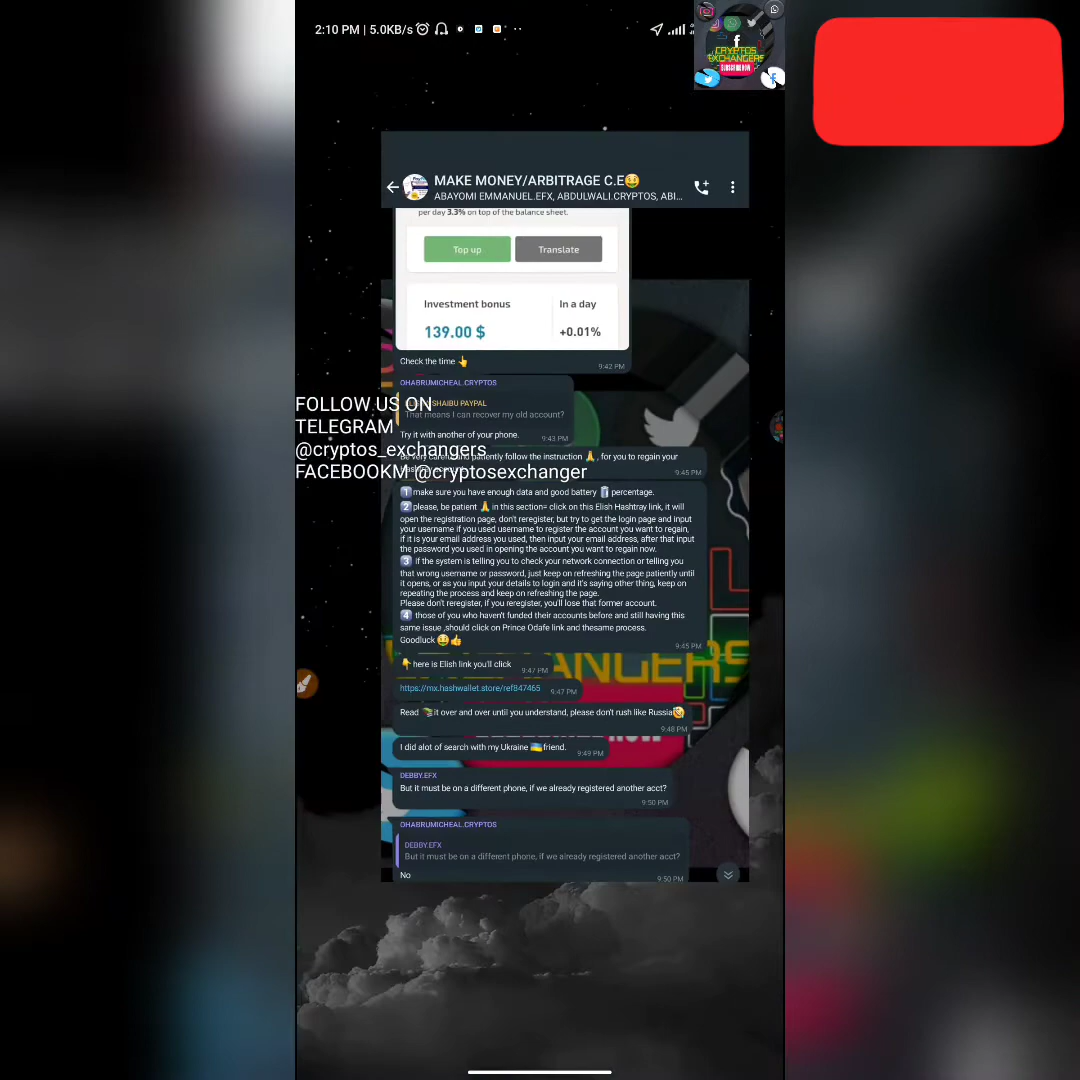 2:10 PM | 5.0KB/s
CRYPTOS
EXCHANGERS
SUBSCRIBE NOW
MAKE MONEY/ARBITRAGE C.E🤑
ABAYOMI EMMANUEL.EFX, ABDULWALI.CRYPTOS, ABI...
per day 3.3% on top of the balance sheet.
Top up Translate
Investment bonus In a day
139.00 $ +0.01%
Check the time 👆
9:42 PM
OHABRUMICHEAL.CRYPTOS
SHAIBU PAYPAL
That means I can recover my old account?
Try it with another of your phone.
9:43 PM
FOLLOW US ON
TELEGRAM
@cryptos_exchangers
FACEBOOKM @cryptosexchanger
Be very careful and patiently follow the instruction 🙏, for you to regain your
9:45 PM
1️⃣make sure you have enough data and good battery 🔋 percentage.
2️⃣please, be patient 🙏 in this section= click on this Elish Hashtray link, it will
open the registration page, don't reregister, but try to get the login page and input
your username if you used username to register the account you want to regain,
if it is your email address you used, then input your email address, after that input
the password you used in opening the account you want to regain now.
3️⃣ if the system is telling you to check your network connection or telling you
that wrong username or password, just keep on refreshing the page patiently until
it opens, or as you input your details to login and it's saying other thing, keep on
repeating the process and keep on refreshing the page.
Please don't reregister, if you reregister, you'll lose that former account.
4️⃣ those of you who haven't funded their accounts before and still having this
same issue ,should click on Prince Odafe link and thesame process.
Goodluck 🤑👍
9:45 PM
👇here is Elish link you'll click
9:47 PM
https://mx.hashwallet.store/ref847465
9:47 PM
Read 📚it over and over until you understand, please don't rush like Russia🤣
9:48 PM
I did alot of search with my Ukraine 🇺🇦friend.
9:49 PM
DEBBY.EFX
But it must be on a different phone, if we already registered another acct?
9:50 PM
OHABRUMICHEAL.CRYPTOS
DEBBY.EFX
But it must be on a different phone, if we already registered another acct?
No
9:50 PM